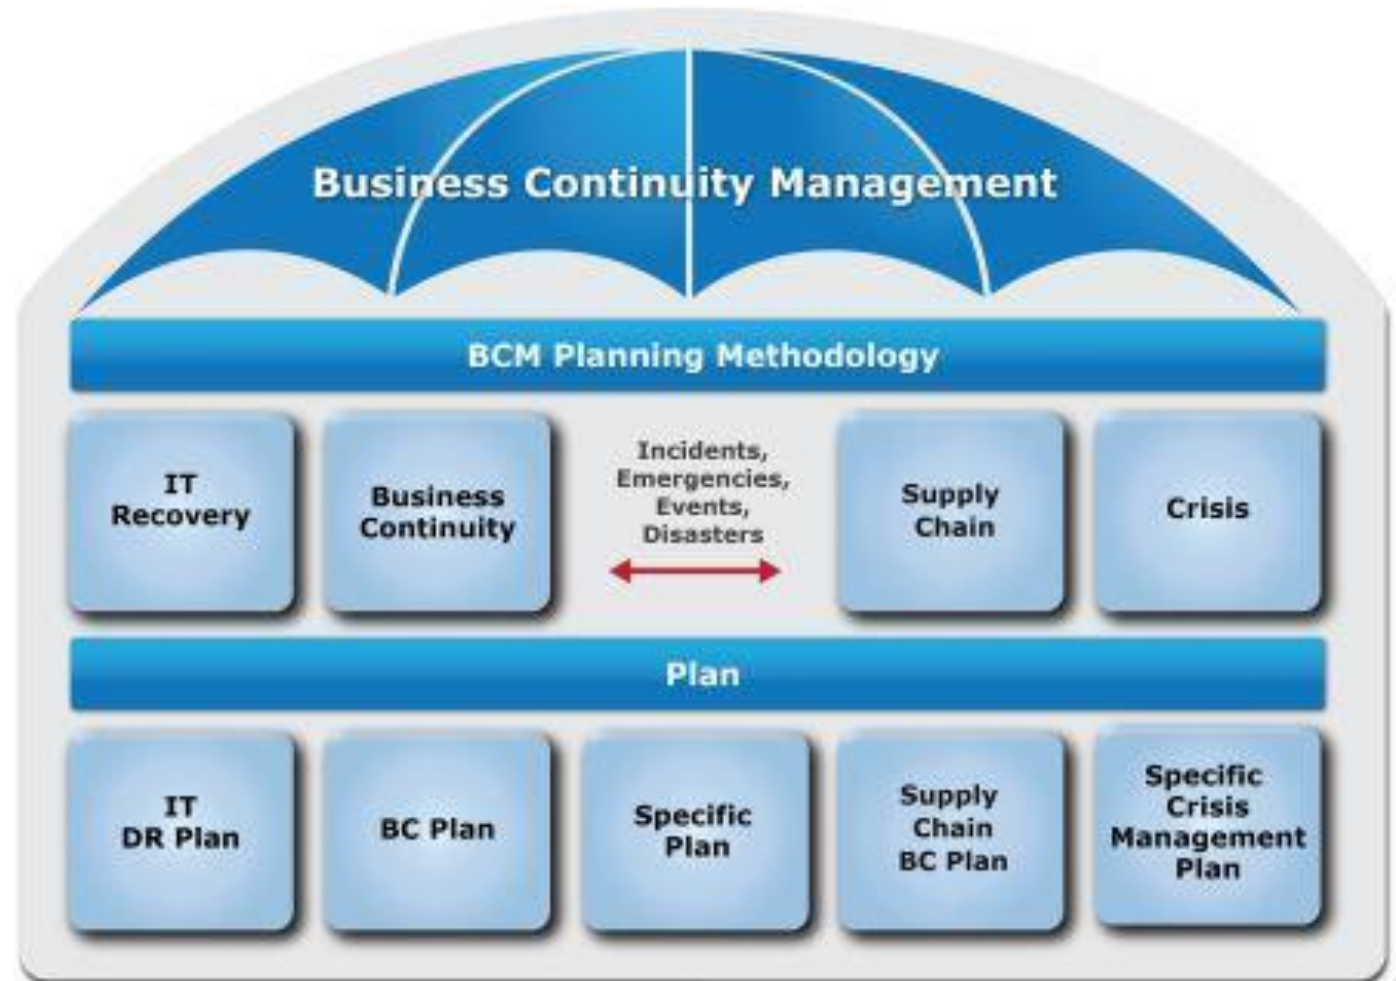 Business Continuity Management
BCM Planning Methodology
IT
Recovery
Business
Continuity
Incidents,
Emergencies,
Events,
Disasters
Supply
Chain
Crisis
Plan
IT
DR Plan
BC Plan
Specific
Plan
Supply
Chain
BC Plan
Specific
Crisis
Management
Plan